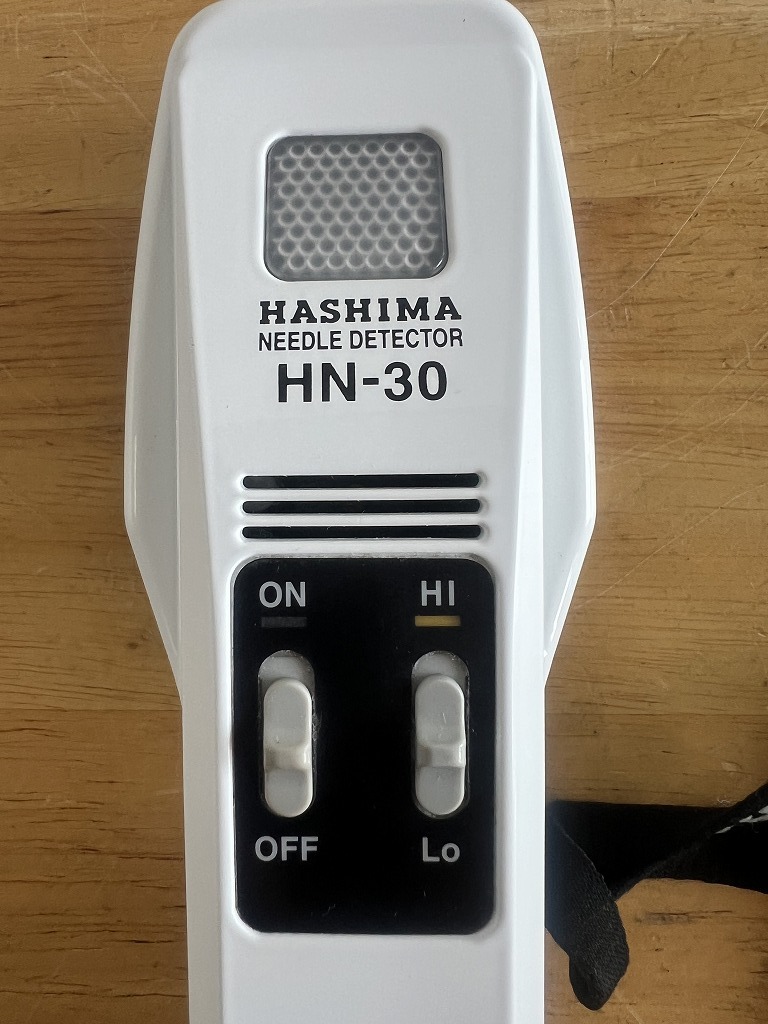 HASHIMA
NEEDLE DETECTOR
HN-30
ON HI
OFF Lo